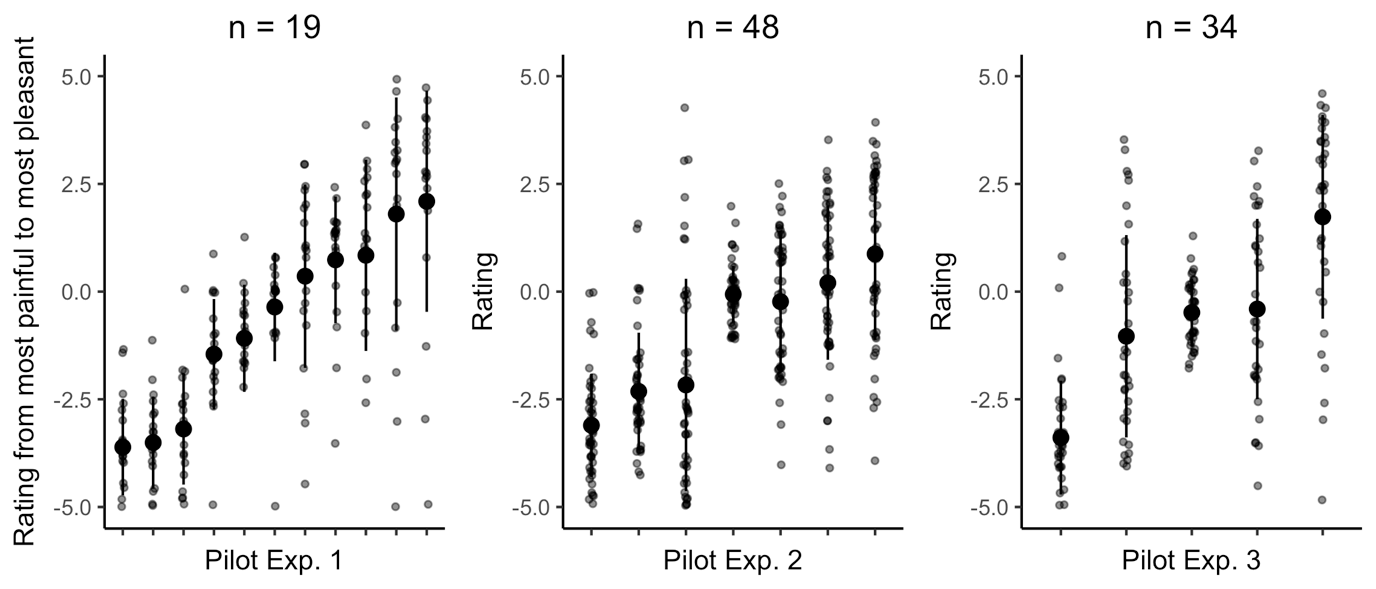 n = 19
n = 48
n = 34
Rating from most painful to most pleasant
5.0
2.5
0.0
-2.5
-5.0
Pilot Exp. 1
Rating
5.0
2.5
0.0
-2.5
-5.0
Pilot Exp. 2
Rating
5.0
2.5
0.0
-2.5
-5.0
Pilot Exp. 3